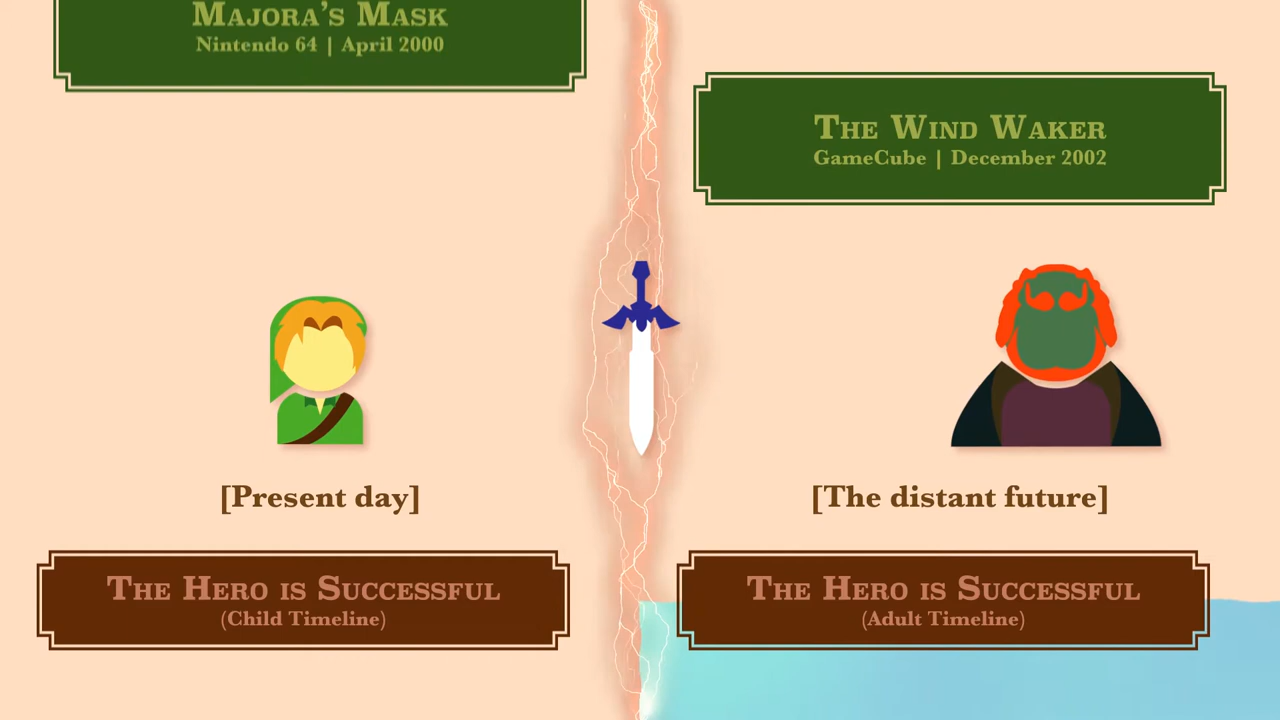 Majora's Mask
Nintendo 64 | April 2000
The Wind Waker
GameCube | December 2002
[Present day]
[The distant future]
The Hero is Successful
(Child Timeline)
The Hero is Successful
(Adult Timeline)